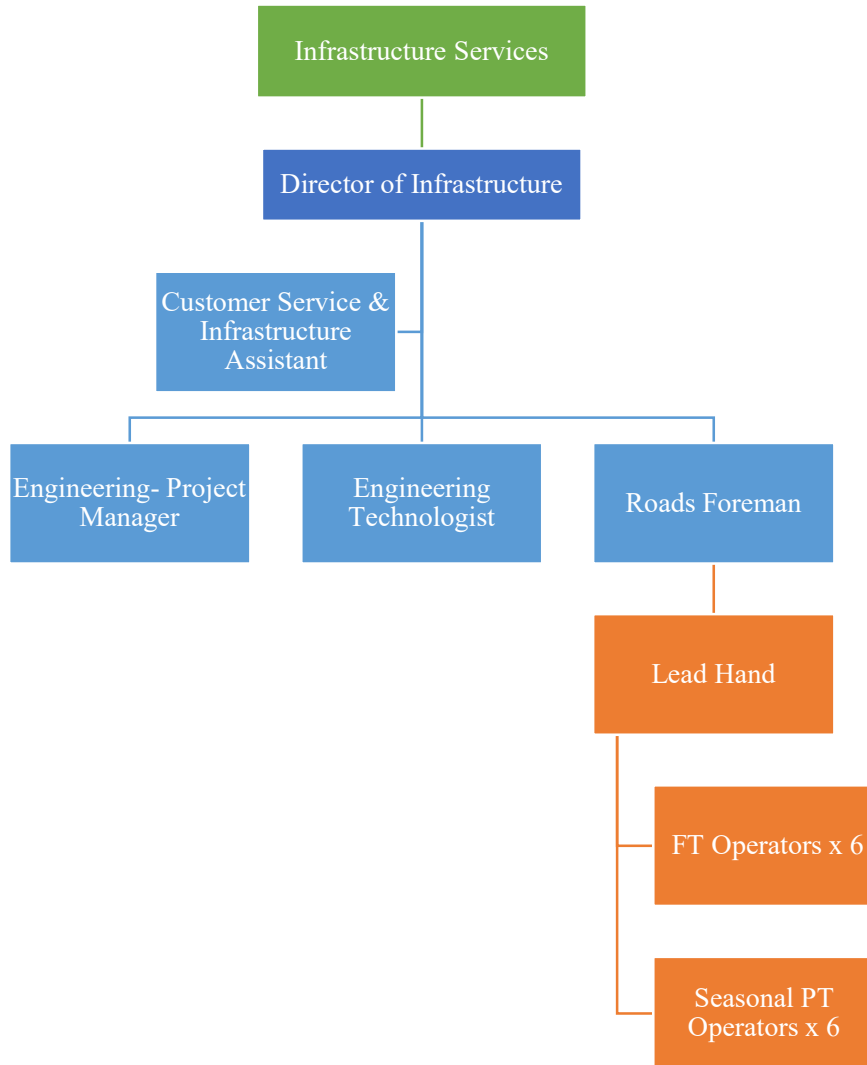 Infrastructure Services
Director of Infrastructure
Customer Service &
Infrastructure
Assistant
Engineering- Project
Manager
Engineering
Technologist
Roads Foreman
Lead Hand
FT Operators x 6
Seasonal PT
Operators x 6